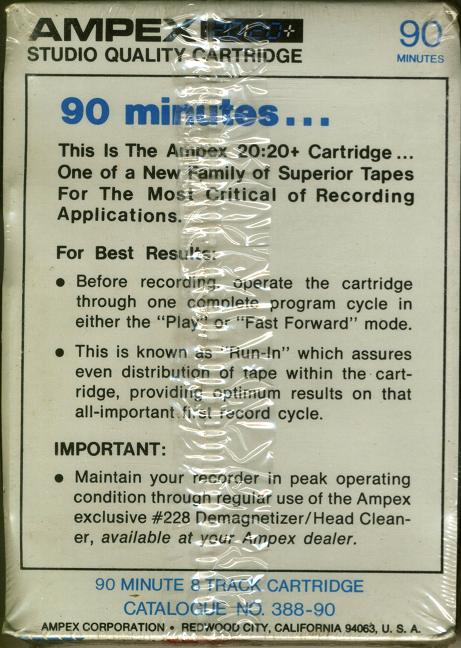 AMPEX 20:20+
90
STUDIO QUALITY CARTRIDGE
MINUTES
90 minutes...
This Is The Ampex 20:20+ Cartridge...
One of a New Family of Superior Tapes
For The Most Critical of Recording
Applications.
For Best Results:
● Before recording, operate the cartridge
through one complete program cycle in
either the “Play” or “Fast Forward” mode.
● This is known as “Run-In” which assures
even distribution of tape within the cart-
ridge, providing optimum results on that
all-important first record cycle.
IMPORTANT:
● Maintain your recorder in peak operating
condition through regular use of the Ampex
exclusive #228 Demagnetizer/Head Clean-
er, available at your Ampex dealer.
90 MINUTE 8 TRACK CARTRIDGE
CATALOGUE NO. 388-90
AMPEX CORPORATION • REDWOOD CITY, CALIFORNIA 94063, U. S. A.